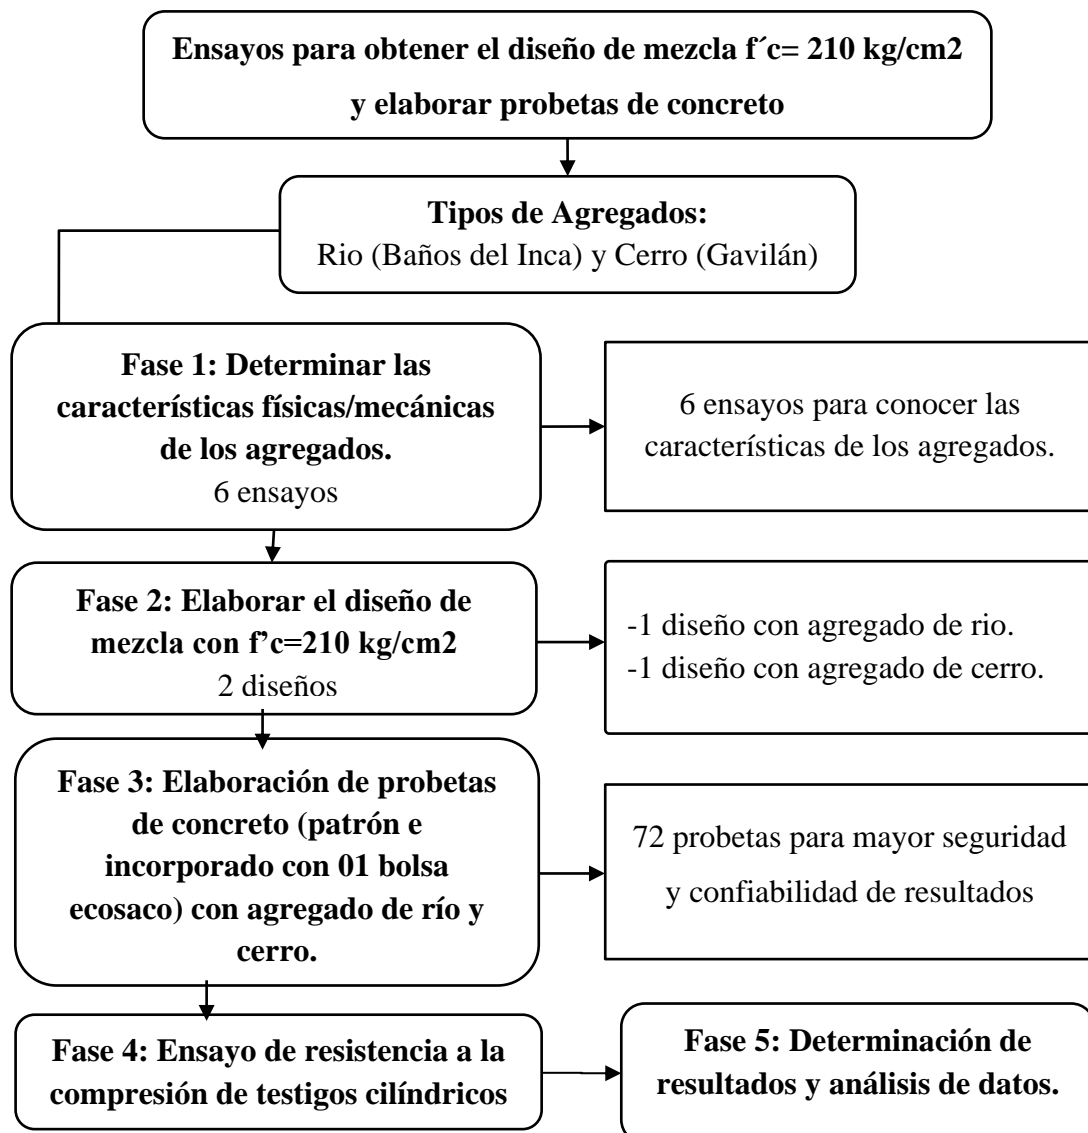 Ensayos para obtener el diseño de mezcla f´c= 210 kg/cm2
y elaborar probetas de concreto
Tipos de Agregados:
Rio (Baños del Inca) y Cerro (Gavilán)
Fase 1: Determinar las
características físicas/mecánicas
de los agregados.
6 ensayos
6 ensayos para conocer las
características de los agregados.
Fase 2: Elaborar el diseño de
mezcla con f’c=210 kg/cm2
2 diseños
-1 diseño con agregado de rio.
-1 diseño con agregado de cerro.
Fase 3: Elaboración de probetas
de concreto (patrón e
incorporado con 01 bolsa
ecosaco) con agregado de río y
cerro.
72 probetas para mayor seguridad
y confiabilidad de resultados
Fase 4: Ensayo de resistencia a la
compresión de testigos cilíndricos
Fase 5: Determinación de
resultados y análisis de datos.